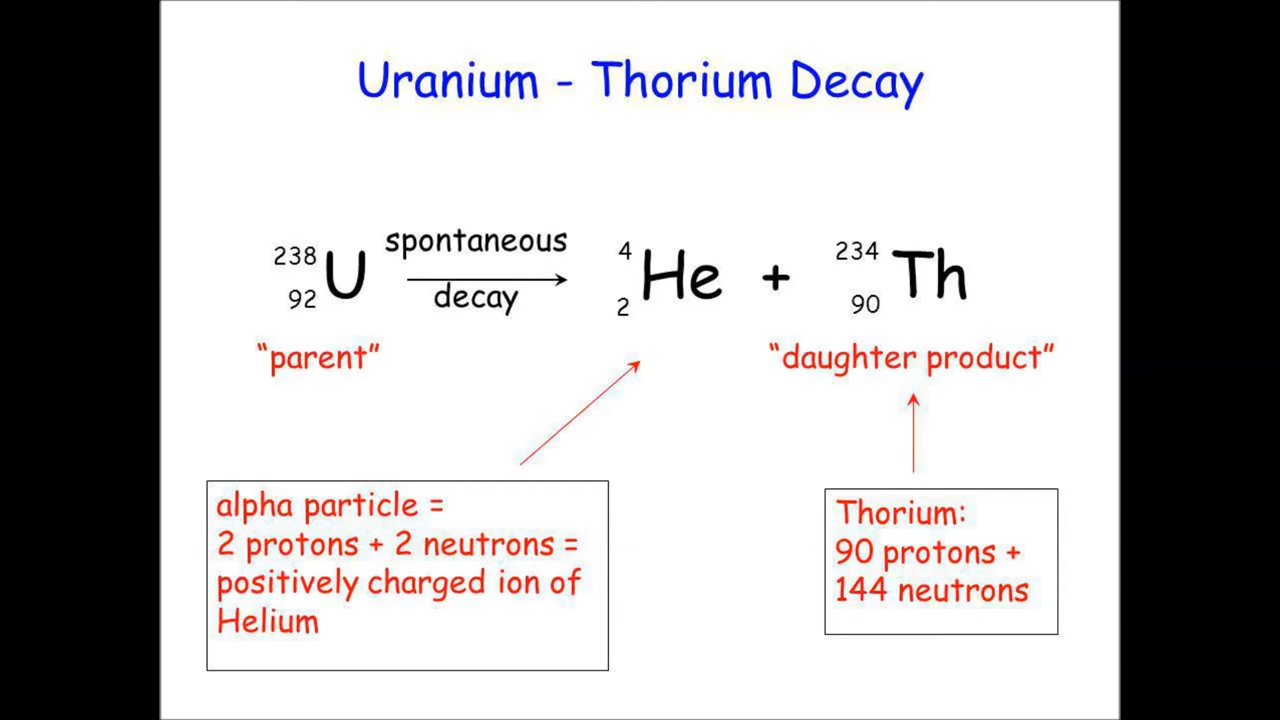 Uranium - Thorium Decay
spontaneous
238 4 234
U He + Th
92 2 90
decay
"parent" "daughter product"
alpha particle =
2 protons + 2 neutrons =
positively charged ion of
Helium
Thorium:
90 protons +
144 neutrons